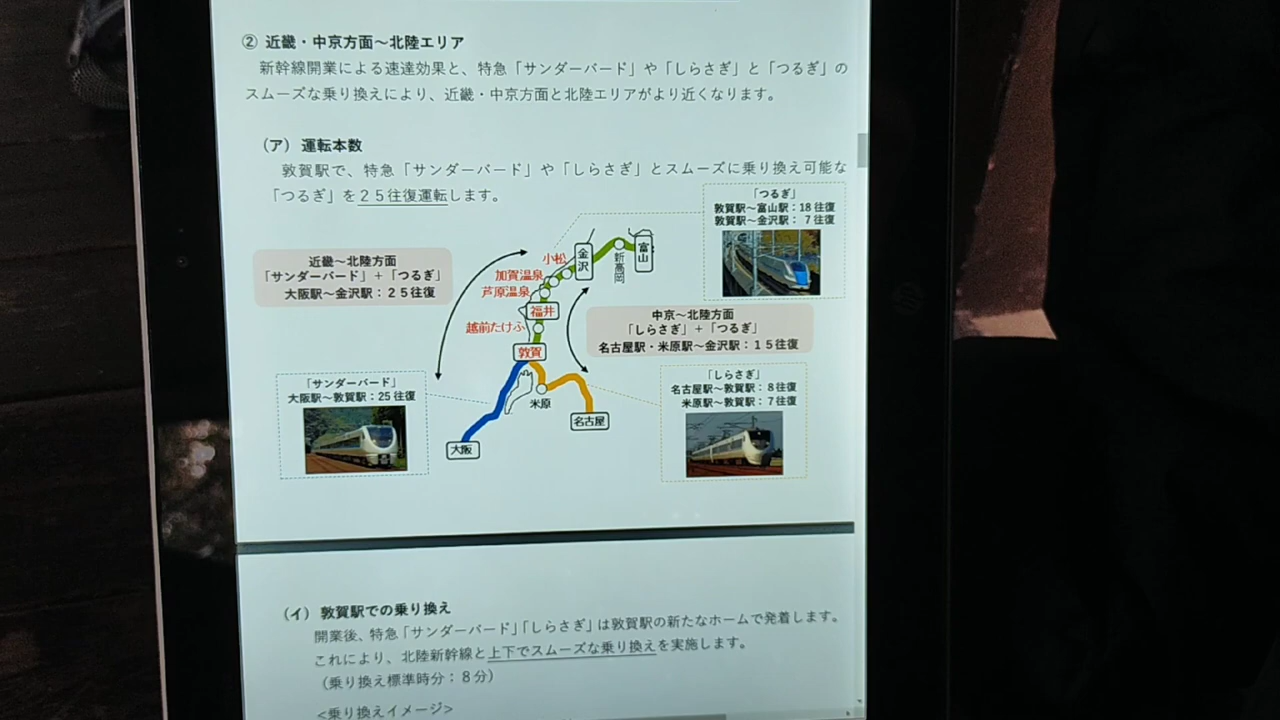 ② 近畿・中京方面～北陸エリア
新幹線開業による速達効果と、特急「サンダーバード」や「しらさぎ」と「つるぎ」の
スムーズな乗り換えにより、近畿・中京方面と北陸エリアがより近くなります。
（ア）運転本数
敦賀駅で、特急「サンダーバード」や「しらさぎ」とスムーズに乗り換え可能な
「つるぎ」を２５往復運転します。
「つるぎ」
敦賀駅～富山駅：18往復
敦賀駅～金沢駅：７往復
近畿～北陸方面
「サンダーバード」＋「つるぎ」
大阪駅～金沢駅：２５往復
富山
新高岡
金沢
小松
加賀温泉
芦原温泉
福井
越前たけふ
敦賀
米原
名古屋
大阪
中京～北陸方面
「しらさぎ」＋「つるぎ」
名古屋駅・米原駅～金沢駅：１５往復
「サンダーバード」
大阪駅～敦賀駅：25往復
「しらさぎ」
名古屋駅～敦賀駅：８往復
米原駅～敦賀駅：７往復
（イ）敦賀駅での乗り換え
開業後、特急「サンダーバード」「しらさぎ」は敦賀駅の新たなホームで発着します。
これにより、北陸新幹線と上下でスムーズな乗り換えを実施します。
（乗り換え標準時分：８分）
<乗り換えイメージ>